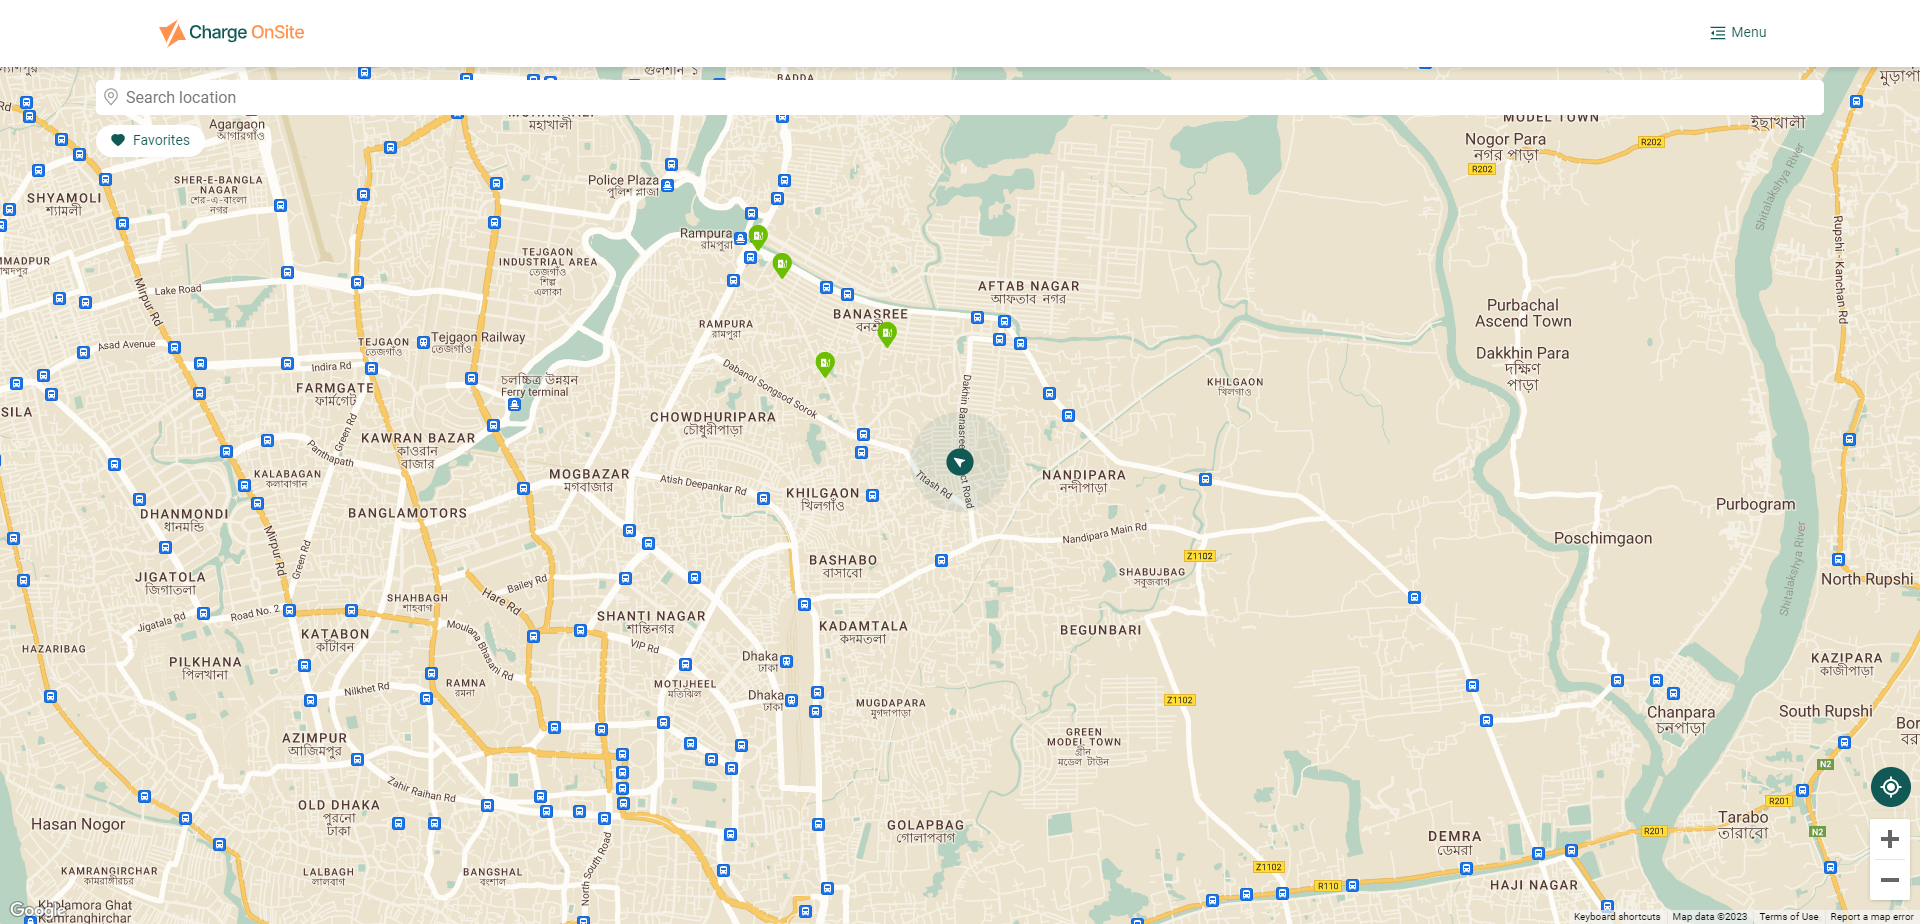 Charge OnSite
Menu
Search location
Favorites
গুলশান ১
BADDA
মহাখালী
MODEL TOWN
ইছাখালী
Nogor Para
নগর পাড়া
R202
R202
Agargaon
আগারগাঁও
SHER-E-BANGLA
NAGAR
শের-এ-বাংলা
নগর
SHYAMOLI
শ্যামলী
Police Plaza
পুলিশ প্লাজা
Shitalakshya River
Rampura
রামপুরা
Rupshi - Kanchan Rd
TEJGAON
INDUSTRIAL AREA
তেজগাঁও
শিল্প
এলাকা
Lake Road
Mirpur Rd
AFTAB NAGAR
আফতাব নগর
BANASREE
Purbachal
Ascend Town
RAMPURA
রামপুরা
Asad Avenue
TEJGAON
তেজগাঁও
Tejgaon Railway
তেজগাঁও
Dakkhin Para
দক্ষিণ
পাড়া
Indira Rd
FARMGATE
ফার্মগেট
চলচ্চিত্র উন্নয়ন
Ferry terminal
Dabanol Songsod Sorok
KHILGAON
খিলগাঁও
CHOWDHURIPARA
চৌধুরীপাড়া
Green Rd
Panthapath
KAWRAN BAZAR
কাওরান
বাজার
KALABAGAN
কলাবাগান
MOGBAZAR
মগবাজার
Atish Deepankar Rd
KHILGAON
খিলগাঁও
Titash Rd
NANDIPARA
নন্দীপাড়া
Purbogram
DHANMONDI
ধানমন্ডি
BANGLAMOTORS
Mirpur Rd
Green Rd
Nandipara Main Rd
Poschimgaon
Z1102
BASHABO
বাসাবো
SHABUJBAG
সবুজবাগ
JIGATOLA
জিগাতলা
Bailey Rd
Hare Rd
SHAHBAGH
শাহবাগ
North Rupshi
Shitalakshya River
Jigatala Rd
Road No. 2
SHANTI NAGAR
শান্তিনগর
KADAMTALA
কদমতলা
BEGUNBARI
KATABON
কাঁটাবন
Moulana Bhasani Rd
VIP Rd
HAZARIBAG
PILKHANA
পিলখানা
Dhaka
ঢাকা
KAZIPARA
কাজীপাড়া
Nilkhet Rd
RAMNA
রমনা
MOTIJHEEL
মতিঝিল
Dhaka
ঢাকা
MUGDAPARA
মুগদাপাড়া
Z1102
Chanpara
চনপাড়া
South Rupshi
AZIMPUR
আজিমপুর
GREEN
MODEL TOWN
গ্রীন
মডেল টাউন
N2
Zahir Raihan Rd
OLD DHAKA
পুরনো
ঢাকা
Hasan Nogor
R201
Tarabo
তারাবো
GOLAPBAG
গোলাপবাগ
R201
N2
DEMRA
ডেমরা
KAMRANGIRCHAR
কামরাঙ্গীরচর
LALBAGH
লালবাগ
BANGSHAL
বংশাল
North South Road
Z1102
R110
HAJI NAGAR
Google
Kamranghirchar
Keyboard shortcuts
Map data ©2023
Terms of Use
Report a map error